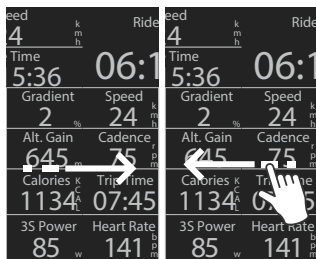 eed
k
m
h
Ride
4
Time
5:36
06:1
Gradient
Speed
2
%
24
k
m
h
Alt. Gain
Cadence
645
m
75
r
p
m
Calories
K
C
A
L
Trip Time
1134
07:45
3S Power
Heart Rate
85
w
141
b
p
m
eed
k
m
h
Ride
4
Time
5:36
06:1
Gradient
Speed
2
%
24
k
m
h
Alt. Gain
Cadence
645
m
75
r
p
m
Calories
K
C
A
L
1134
07:45
3S Power
Heart Rate
85
w
141
b
p
m